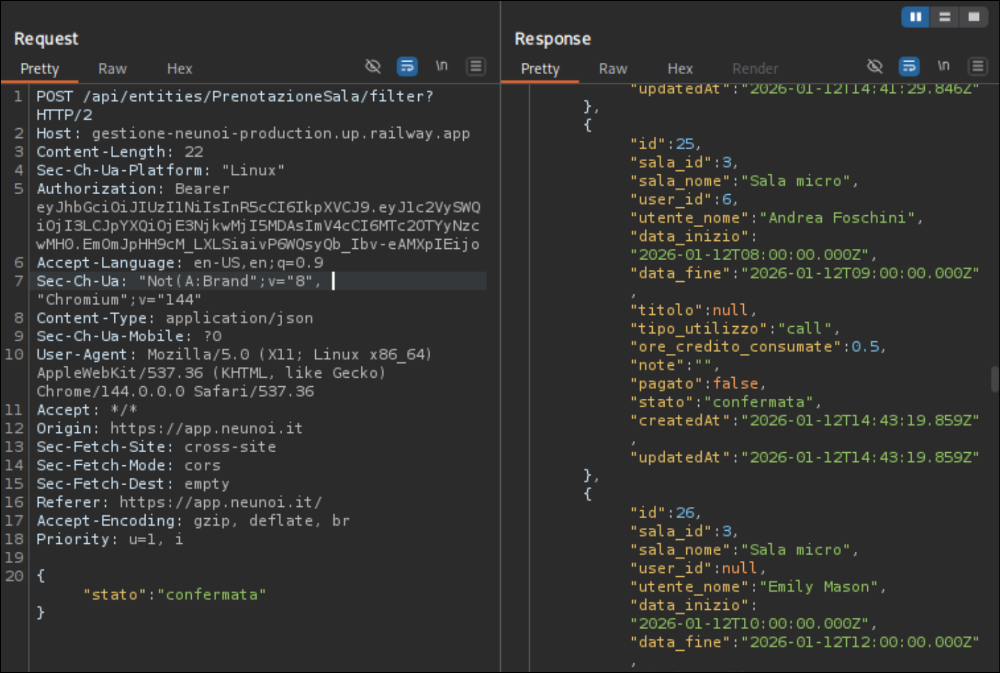 Request
Pretty Raw Hex \n
1 POST /api/entities/PrenotazioneSala/filter?
HTTP/2
2 Host: gestione-neunoi-production.up.railway.app
3 Content-Length: 22
4 Sec-Ch-Ua-Platform: "Linux"
5 Authorization: Bearer
eyJhbGciOiJIUzI1NiIsInR5cCI6IkpXVCJ9.eyJ1c2VySWQ
iOjI3LCJpYXQiOjE3NjkwMjI5MDAsImV4cCI6MTc2OTYyNzc
wMH0.EmOmJpHH9cM_LXLSiaivP6WQsyQb_Ibv-eAMXpIEijo
6 Accept-Language: en-US,en;q=0.9
7 Sec-Ch-Ua: "Not(A:Brand";v="8",
"Chromium";v="144"
8 Content-Type: application/json
9 Sec-Ch-Ua-Mobile: ?0
10 User-Agent: Mozilla/5.0 (X11; Linux x86_64)
AppleWebKit/537.36 (KHTML, like Gecko)
Chrome/144.0.0.0 Safari/537.36
11 Accept: */*
12 Origin: https://app.neunoi.it
13 Sec-Fetch-Site: cross-site
14 Sec-Fetch-Mode: cors
15 Sec-Fetch-Dest: empty
16 Referer: https://app.neunoi.it/
17 Accept-Encoding: gzip, deflate, br
18 Priority: u=1, i
19
20 {
"stato":"confermata"
}
Response
Pretty Raw Hex Render \n
"updatedAt":"2026-01-12T14:41:29.846Z"
},
{
"id":25,
"sala_id":3,
"sala_nome":"Sala micro",
"user_id":6,
"utente_nome":"Andrea Foschini",
"data_inizio":
"2026-01-12T08:00:00.000Z",
"data_fine":"2026-01-12T09:00:00.000Z"
,
"titolo":null,
"tipo_utilizzo":"call",
"ore_credito_consumate":0.5,
"note":"",
"pagato":false,
"stato":"confermata",
"createdAt":"2026-01-12T14:43:19.859Z"
,
"updatedAt":"2026-01-12T14:43:19.859Z"
},
{
"id":26,
"sala_id":3,
"sala_nome":"Sala micro",
"user_id":null,
"utente_nome":"Emily Mason",
"data_inizio":
"2026-01-12T10:00:00.000Z",
"data_fine":"2026-01-12T12:00:00.000Z"
,